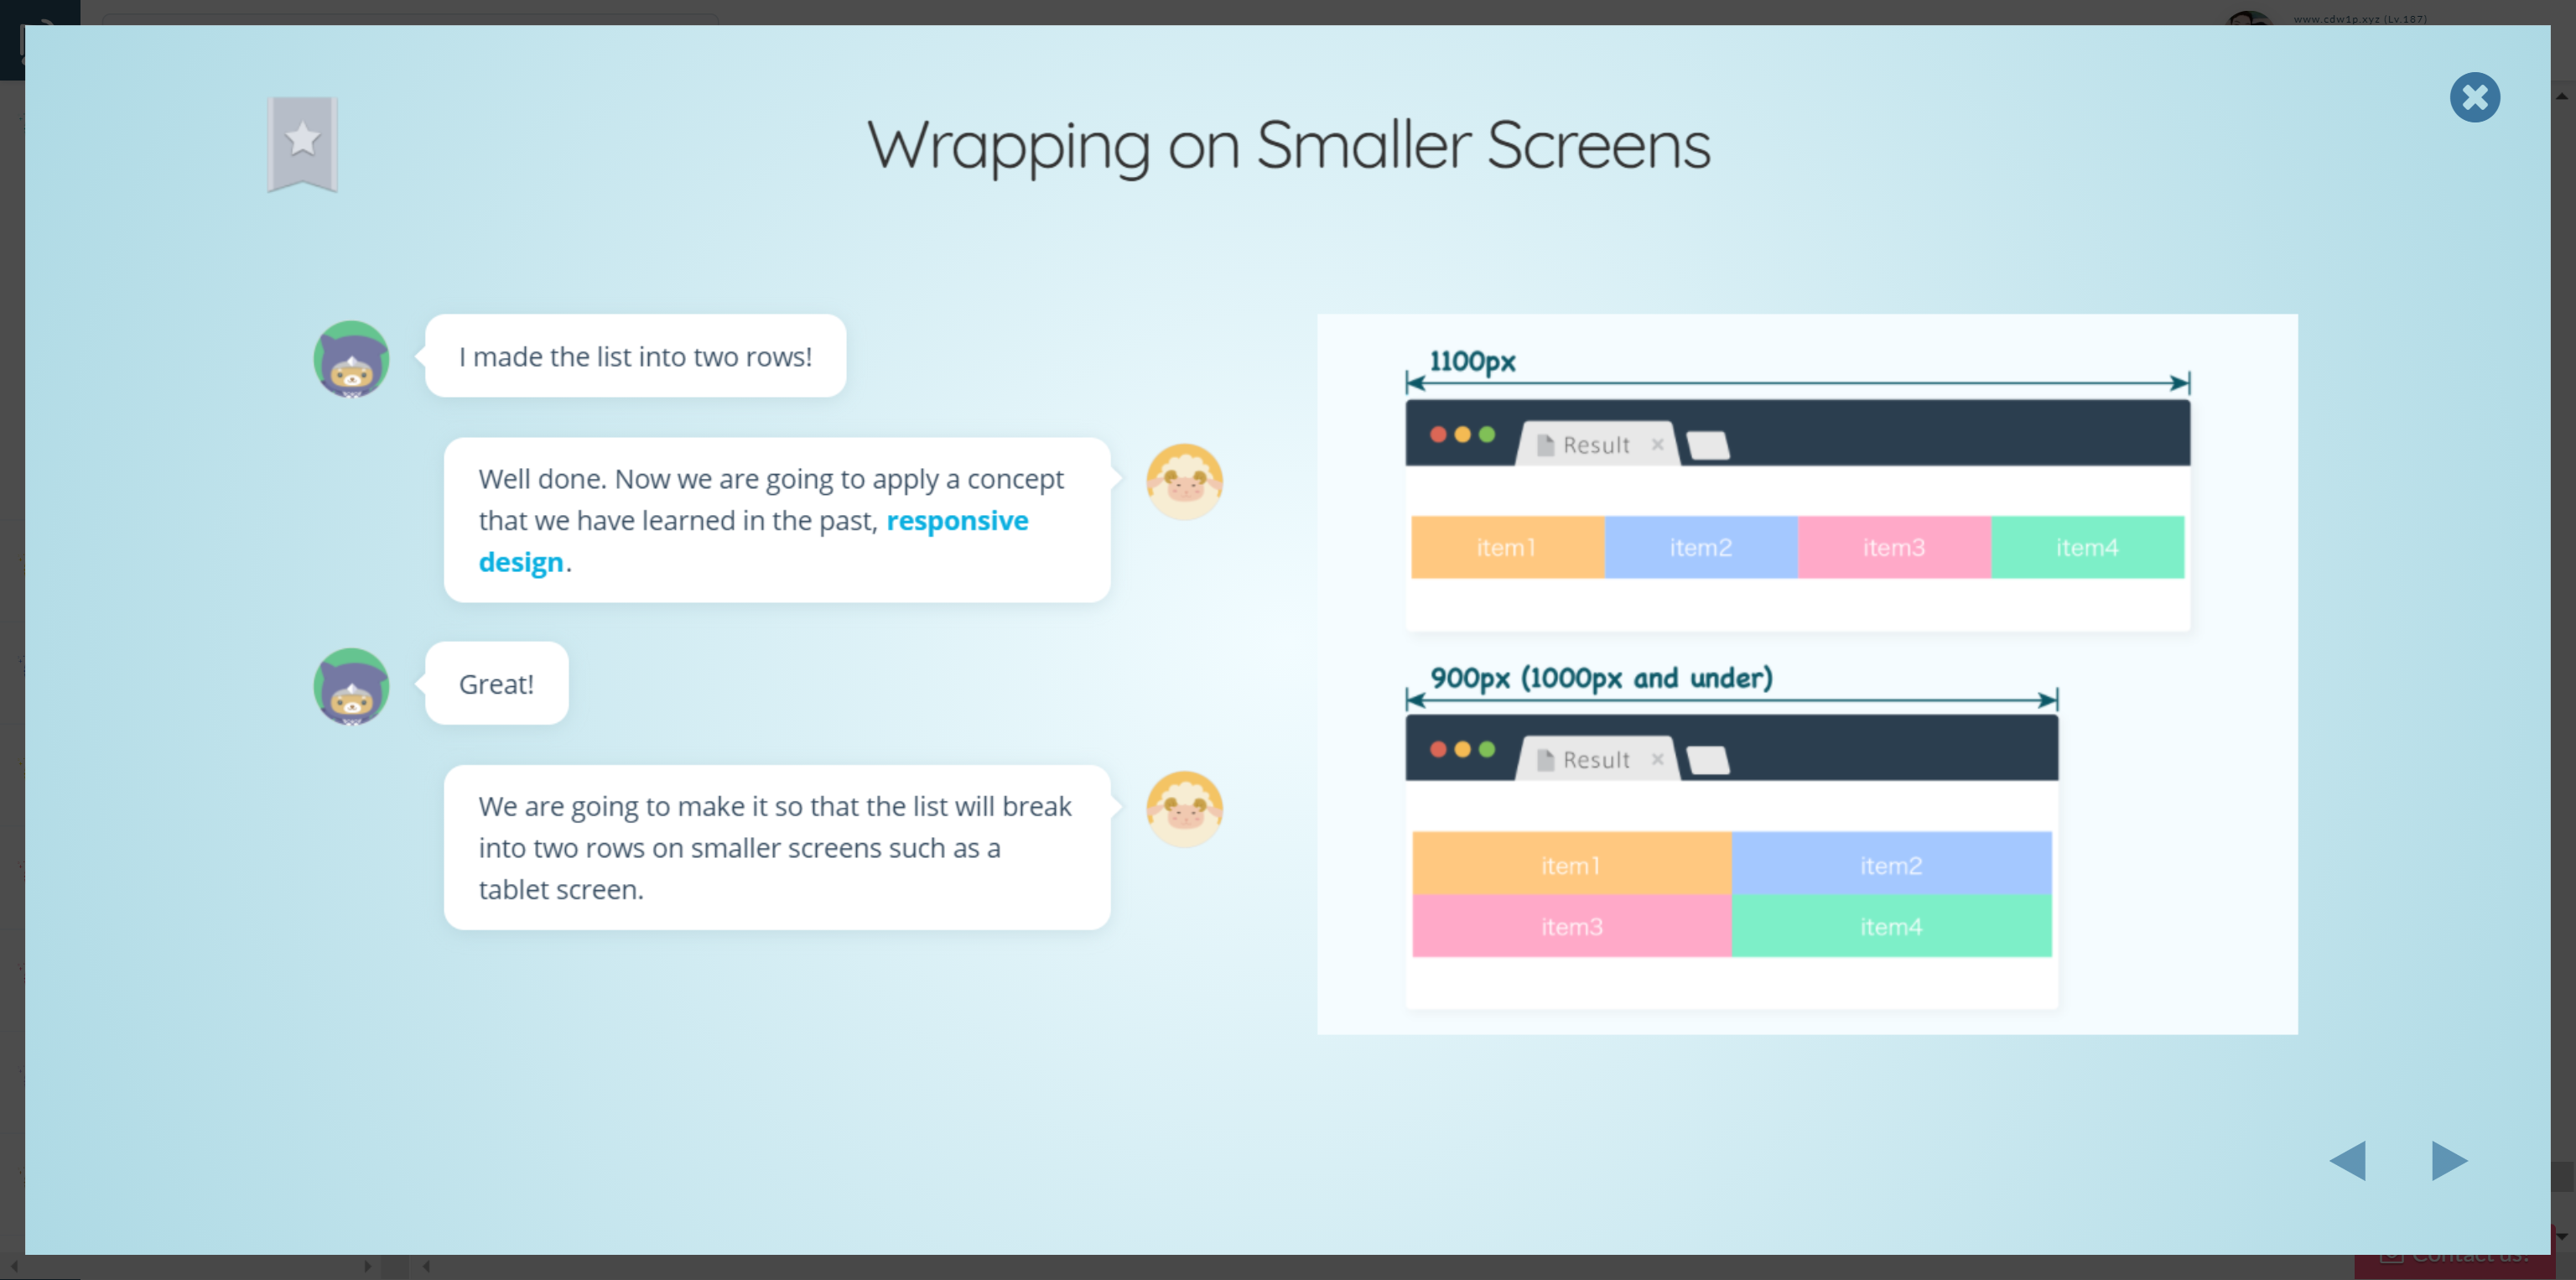 www.cdw1p.xyz (Lv.187)
Wrapping on Smaller Screens
I made the list into two rows!
Well done. Now we are going to apply a concept
that we have learned in the past, responsive
design.
Great!
We are going to make it so that the list will break
into two rows on smaller screens such as a
tablet screen.
1100px
Result
item1 item2 item3 item4
900px (1000px and under)
Result
item1 item2
item3 item4
Contact us!